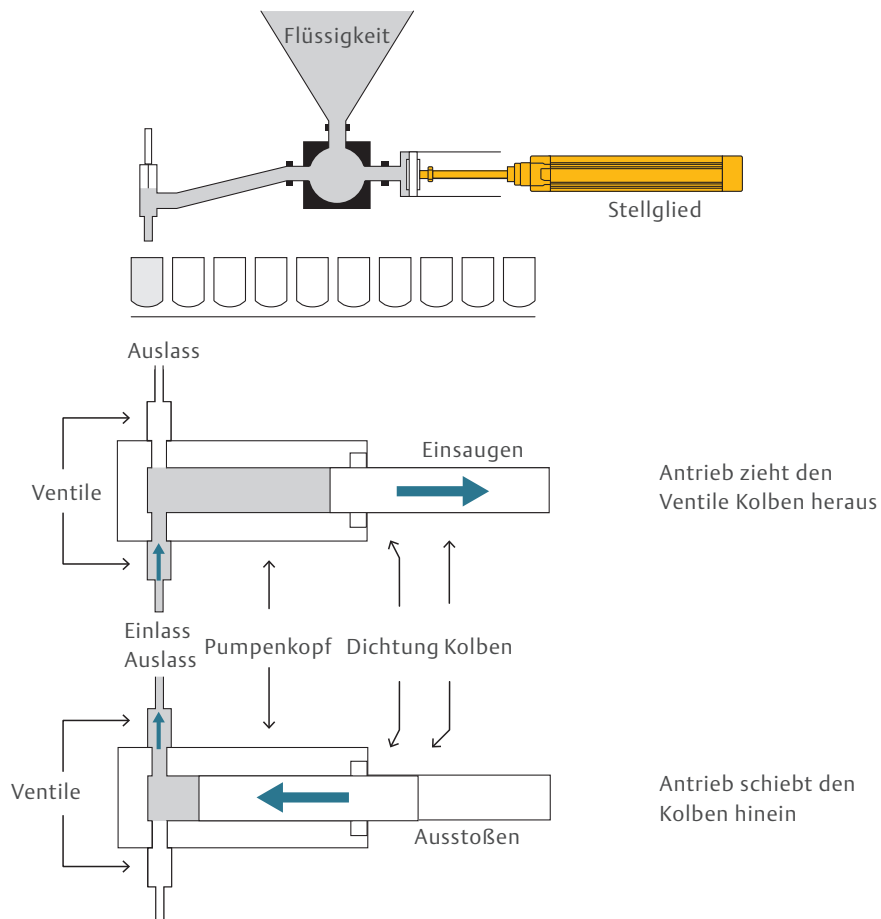 Flüssigkeit
Stellglied
Auslass
Einsaugen
Ventile
Antrieb zieht den
Ventile Kolben heraus
Einlass
Auslass
Pumpenkopf
Dichtung Kolben
Ventile
Antrieb schiebt den
Kolben hinein
Ausstoßen